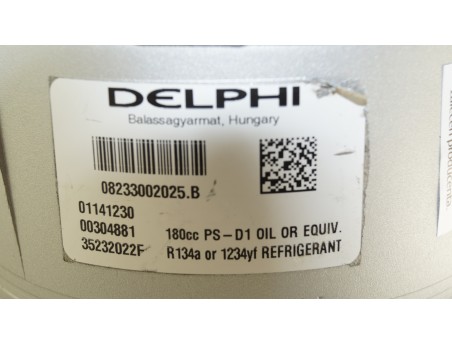 DELPHI
Balassagyarmat, Hungary
08233002025.B
01141230
00304881 180cc PS-D1 OIL OR EQUIV.
35232022F R134a or 1234yf REFRIGERANT